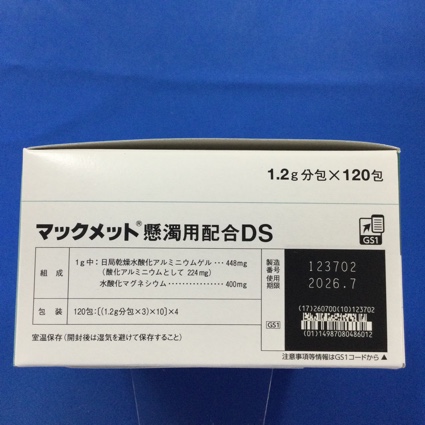 1.2g分包×120包
GS1
マックメット®懸濁用配合DS
組成
1g中：日局乾燥水酸化アルミニウムゲル … 448mg
（酸化アルミニウムとして 224mg）
水酸化マグネシウム ……………… 400mg
包装
120包：[（1.2g分包×3）×10]×4
室温保存（開封後は湿気を避けて保存すること）
製造番号
使用期限
123702
2026.7
(17)260700(10)123702
GS1
(01)14987080486012
注意事項等情報はGS1コードから▲